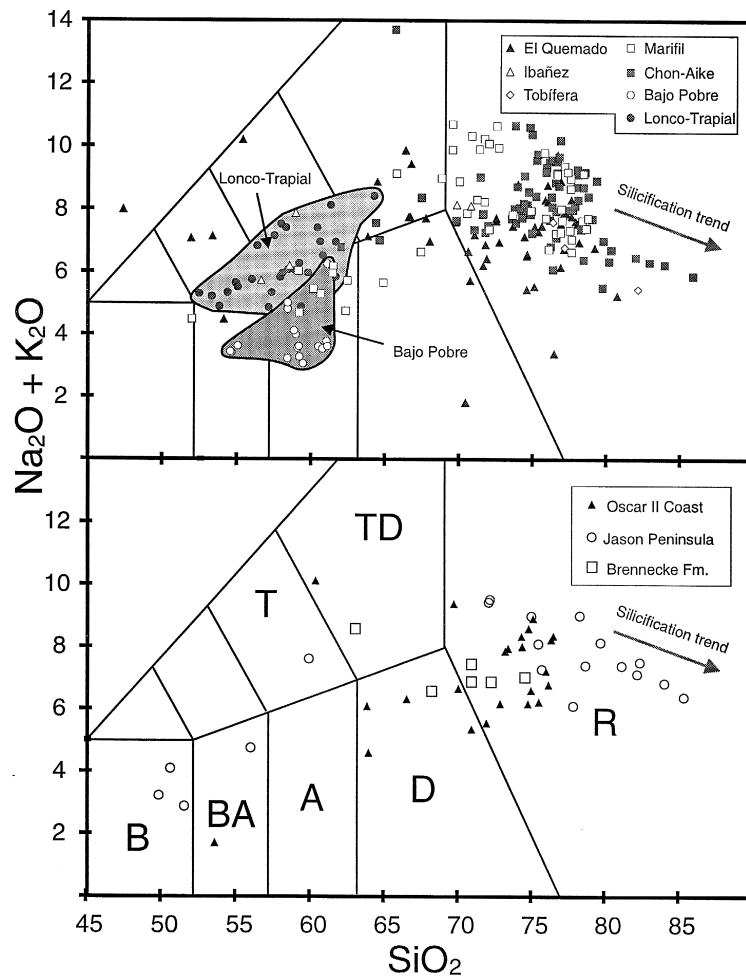 14
12
10
8
6
4
2
Na₂O + K₂O
El Quemado
Ibañez
Tobífera
Marifil
Chon-Aike
Bajo Pobre
Lonco-Trapial
Lonco-Trapial
Silicification trend
Bajo Pobre
12
10
8
6
4
2
TD
T
Oscar II Coast
Jason Peninsula
Brennecke Fm.
Silicification trend
R
B
BA
A
D
45 50 55 60 65 70 75 80 85
SiO₂